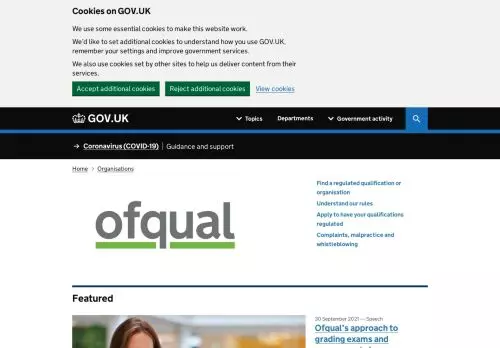 Cookies on GOV.UK
We use some essential cookies to make this website work.
We'd like to set additional cookies to understand how you use GOV.UK,
remember your settings and improve government services.
We also use cookies set by other sites to help us deliver content from their
services.
Accept additional cookies Reject additional cookies View cookies
GOV.UK Topics Departments Government activity
→ Coronavirus (COVID-19) | Guidance and support
Home > Organisations
ofqual
Find a regulated qualification or
organisation
Understand our rules
Apply to have your qualifications
regulated
Complaints, malpractice and
whistleblowing
Featured
30 September 2021 — Speech
Ofqual's approach to
grading exams and